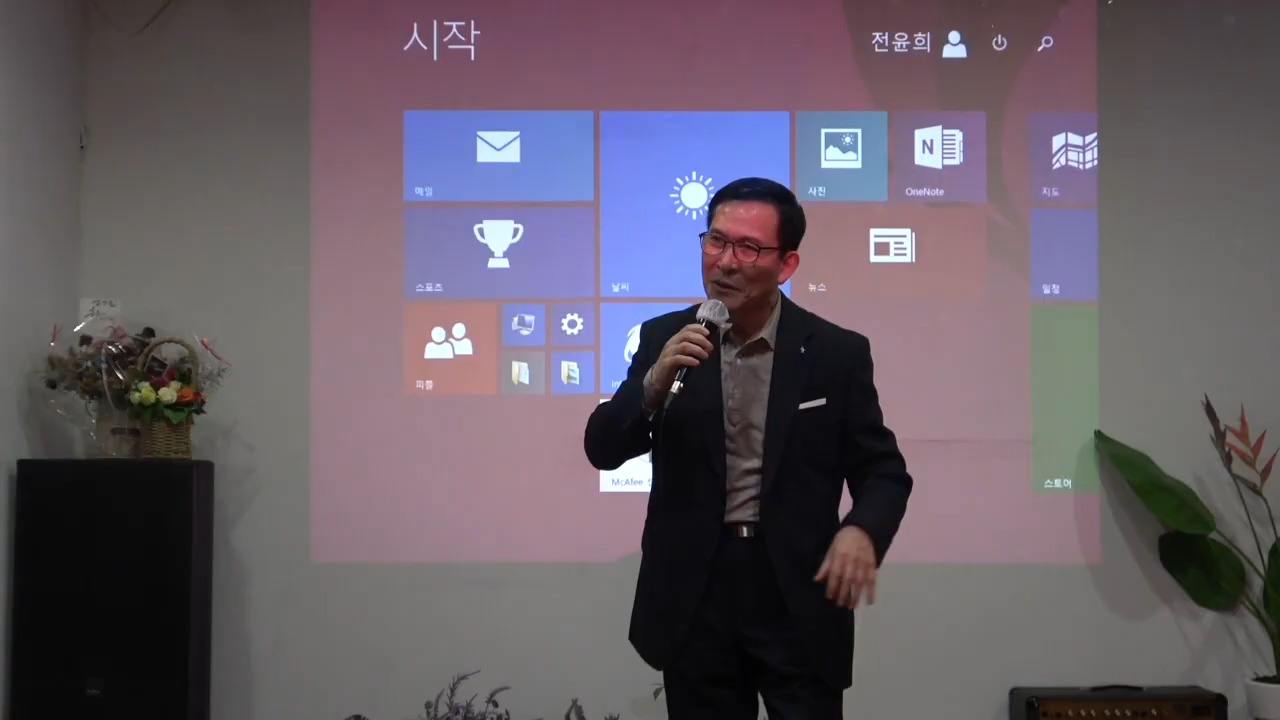 시작
전윤희
메일
사진
OneNote
지도
스포츠
날씨
뉴스
일정
피플
McAfee
스토어